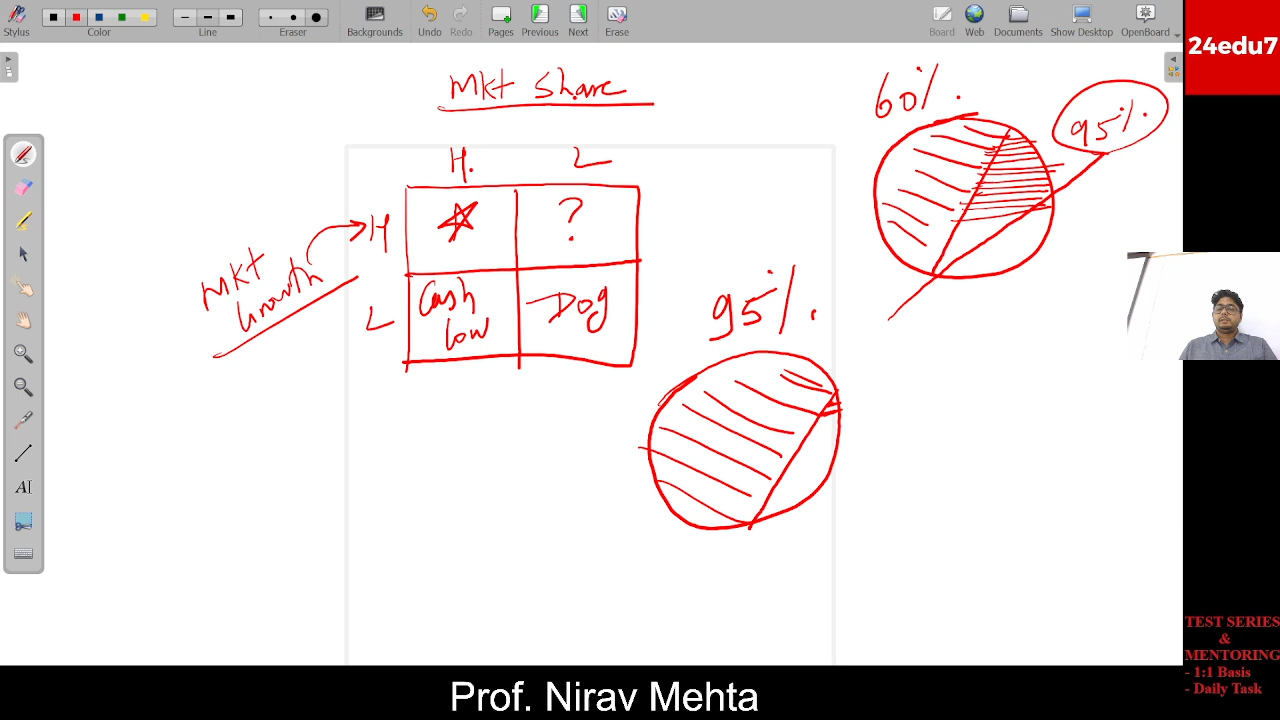 Stylus
Color
Line
Eraser
Backgrounds
Undo
Redo
Pages
Previous
Next
Erase
Board
Web
Documents
Show Desktop
OpenBoard
24edu7
Mkt Share
60%.
95%.
H.
L
Mkt
Growth
H
?
L
Cash
Cow
Dog
95%.
TEST SERIES
&
MENTORING
- 1:1 Basis
- Daily Task
Prof. Nirav Mehta